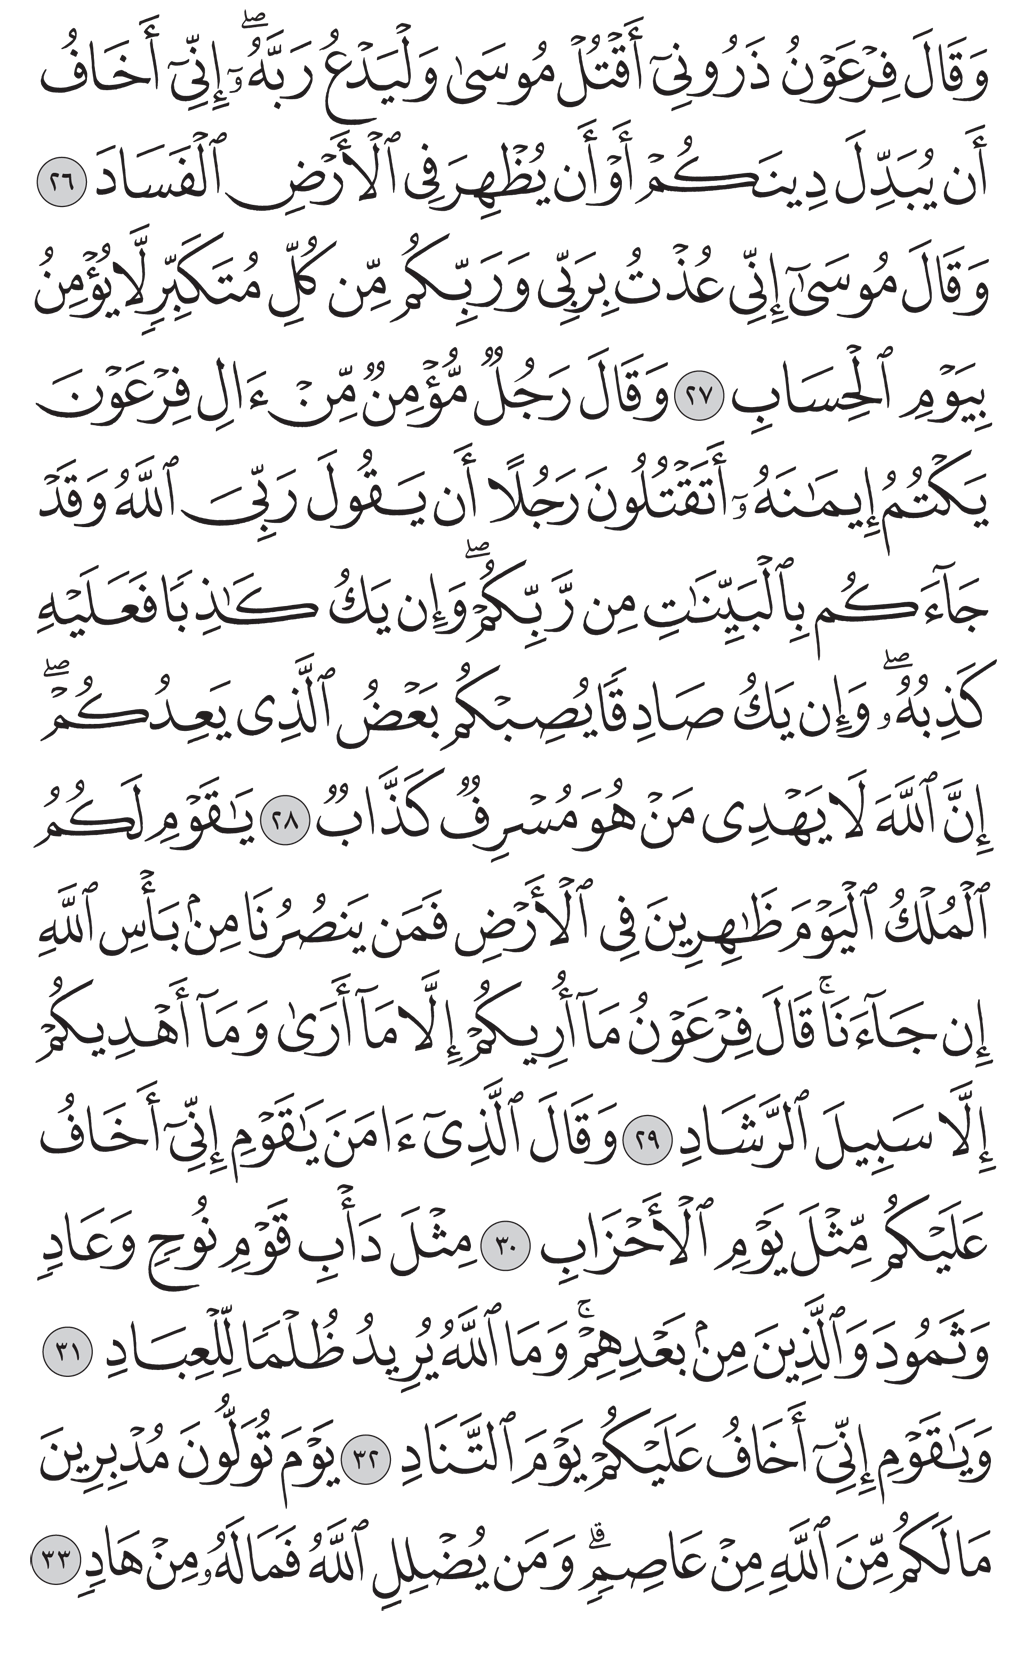 وَقَالَ فِرْعَوْنُ ذَرُونِىٓ أَقْتُلْ مُوسَىٰ وَلْيَدْعُ رَبَّهُۥٓ ۖ إِنِّىٓ أَخَافُ
أَن يُبَدِّلَ دِينَكُمْ أَوْ أَن يُظْهِرَ فِى ٱلْأَرْضِ ٱلْفَسَادَ ٢٦
وَقَالَ مُوسَىٰٓ إِنِّى عُذْتُ بِرَبِّى وَرَبِّكُم مِّن كُلِّ مُتَكَبِّرٍ لَّا يُؤْمِنُ
بِيَوْمِ ٱلْحِسَابِ ٢٧ وَقَالَ رَجُلٌ مُّؤْمِنٌ مِّنْ ءَالِ فِرْعَوْنَ
يَكْتُمُ إِيمَـٰنَهُۥٓ أَتَقْتُلُونَ رَجُلًا أَن يَقُولَ رَبِّىَ ٱللَّهُ وَقَدْ
جَآءَكُم بِٱلْبَيِّنَـٰتِ مِن رَّبِّكُمْ ۖ وَإِن يَكُ كَـٰذِبًا فَعَلَيْهِ
كَذِبُهُۥ ۖ وَإِن يَكُ صَادِقًا يُصِبْكُم بَعْضُ ٱلَّذِى يَعِدُكُمْ ۖ
إِنَّ ٱللَّهَ لَا يَهْدِى مَنْ هُوَ مُسْرِفٌ كَذَّابٌ ٢٨ يَـٰقَوْمِ لَكُمُ
ٱلْمُلْكُ ٱلْيَوْمَ ظَـٰهِرِينَ فِى ٱلْأَرْضِ فَمَن يَنصُرُنَا مِنۢ بَأْسِ ٱللَّهِ
إِن جَآءَنَا ۚ قَالَ فِرْعَوْنُ مَآ أُرِيكُمْ إِلَّا مَآ أَرَىٰ وَمَآ أَهْدِيكُمْ
إِلَّا سَبِيلَ ٱلرَّشَادِ ٢٩ وَقَالَ ٱلَّذِىٓ ءَامَنَ يَـٰقَوْمِ إِنِّىٓ أَخَافُ
عَلَيْكُم مِّثْلَ يَوْمِ ٱلْأَحْزَابِ ٣٠ مِثْلَ دَأْبِ قَوْمِ نُوحٍ وَعَادٍ
وَثَمُودَ وَٱلَّذِينَ مِنۢ بَعْدِهِمْ ۚ وَمَا ٱللَّهُ يُرِيدُ ظُلْمًا لِّلْعِبَادِ ٣١
وَيَـٰقَوْمِ إِنِّىٓ أَخَافُ عَلَيْكُمْ يَوْمَ ٱلتَّنَادِ ٣٢ يَوْمَ تُوَلُّونَ مُدْبِرِينَ
مَا لَكُم مِّنَ ٱللَّهِ مِنْ عَاصِمٍ ۗ وَمَن يُضْلِلِ ٱللَّهُ فَمَا لَهُۥ مِنْ هَادٍ ٣٣